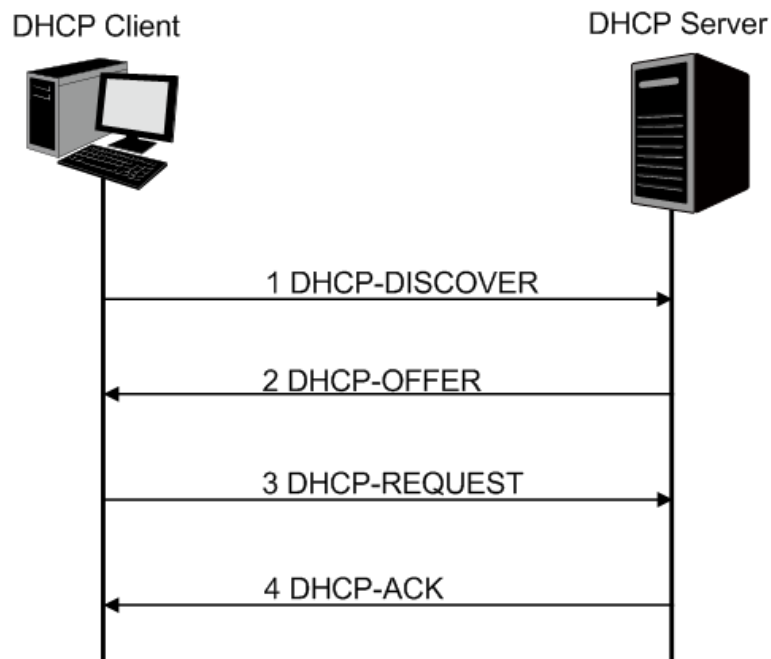 DHCP Client
DHCP Server
1 DHCP-DISCOVER
2 DHCP-OFFER
3 DHCP-REQUEST
4 DHCP-ACK